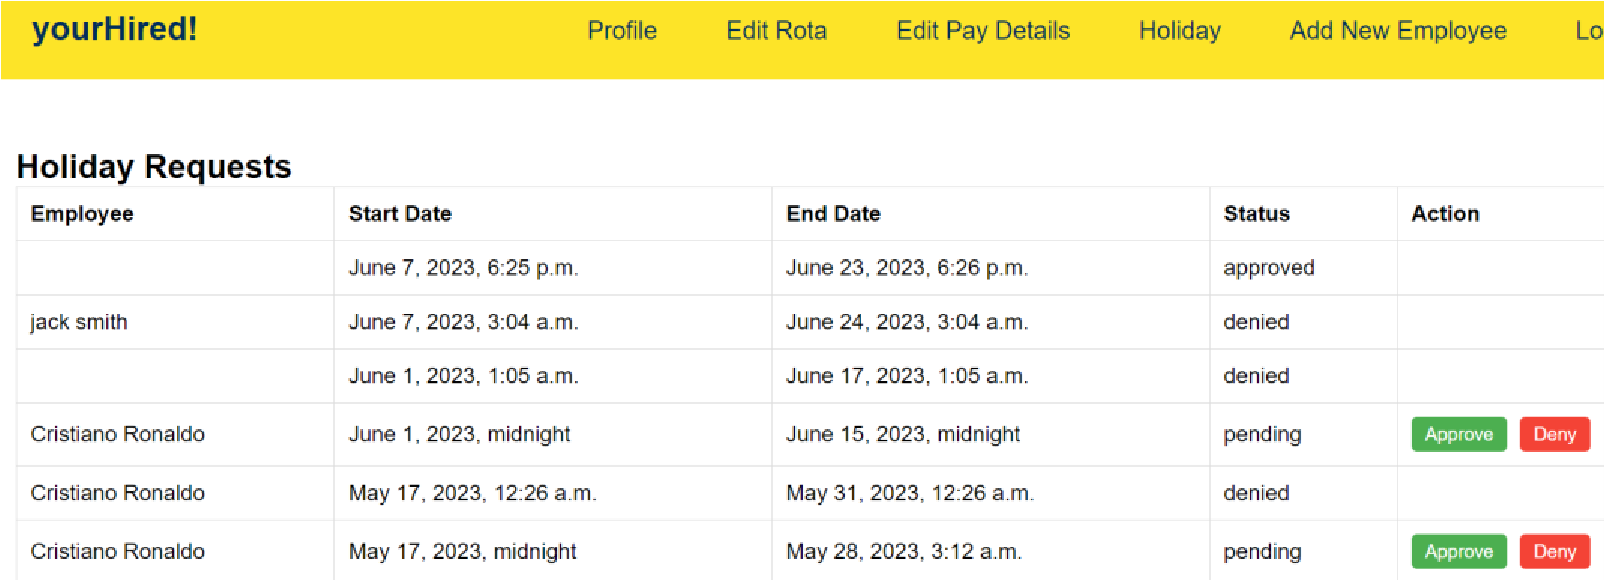 yourHired! Profile Edit Rota Edit Pay Details Holiday Add New Employee Lo
Holiday Requests
Employee Start Date End Date Status Action
June 7, 2023, 6:25 p.m. June 23, 2023, 6:26 p.m. approved
jack smith June 7, 2023, 3:04 a.m. June 24, 2023, 3:04 a.m. denied
June 1, 2023, 1:05 a.m. June 17, 2023, 1:05 a.m. denied
Cristiano Ronaldo June 1, 2023, midnight June 15, 2023, midnight pending Approve Deny
Cristiano Ronaldo May 17, 2023, 12:26 a.m. May 31, 2023, 12:26 a.m. denied
Cristiano Ronaldo May 17, 2023, midnight May 28, 2023, 3:12 a.m. pending Approve Deny